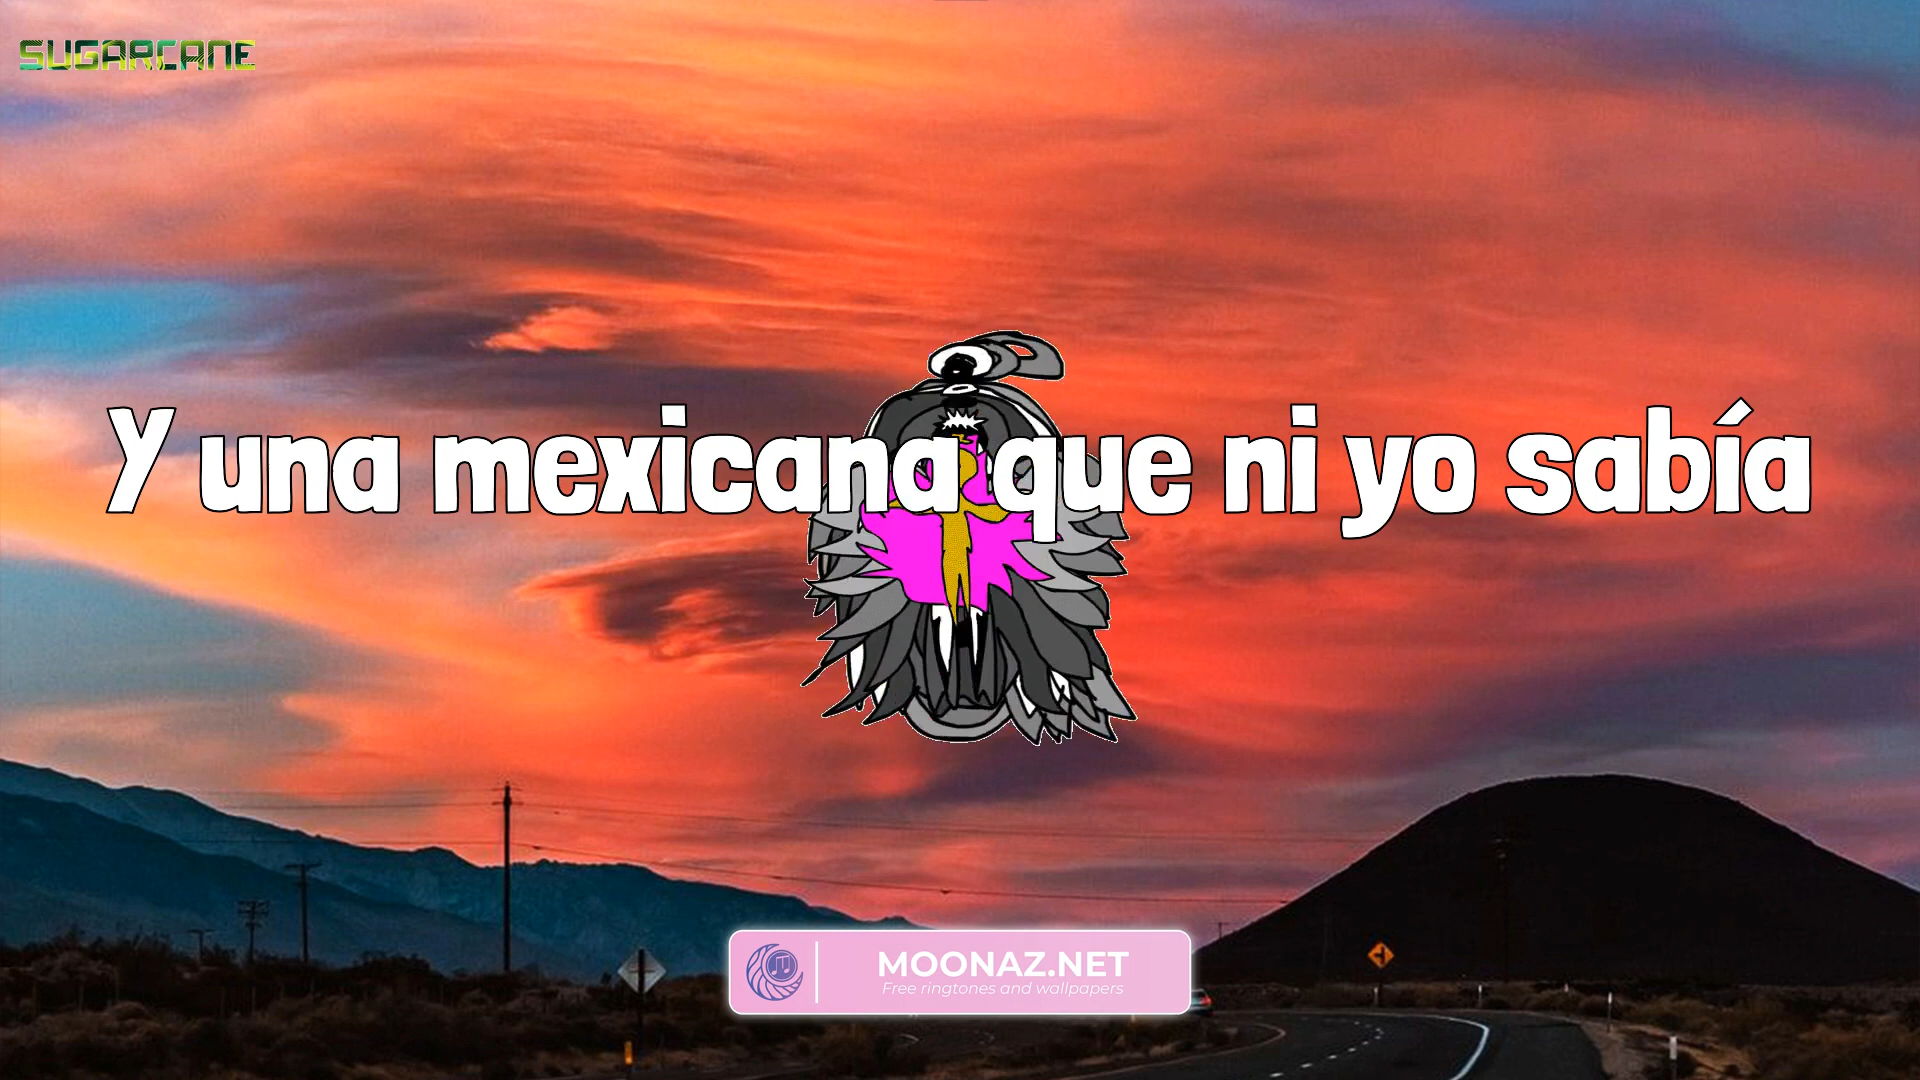 SUGARCANE
Y una mexicana que ni yo sabía
MOONAZ.NET
Free ringtones and wallpapers